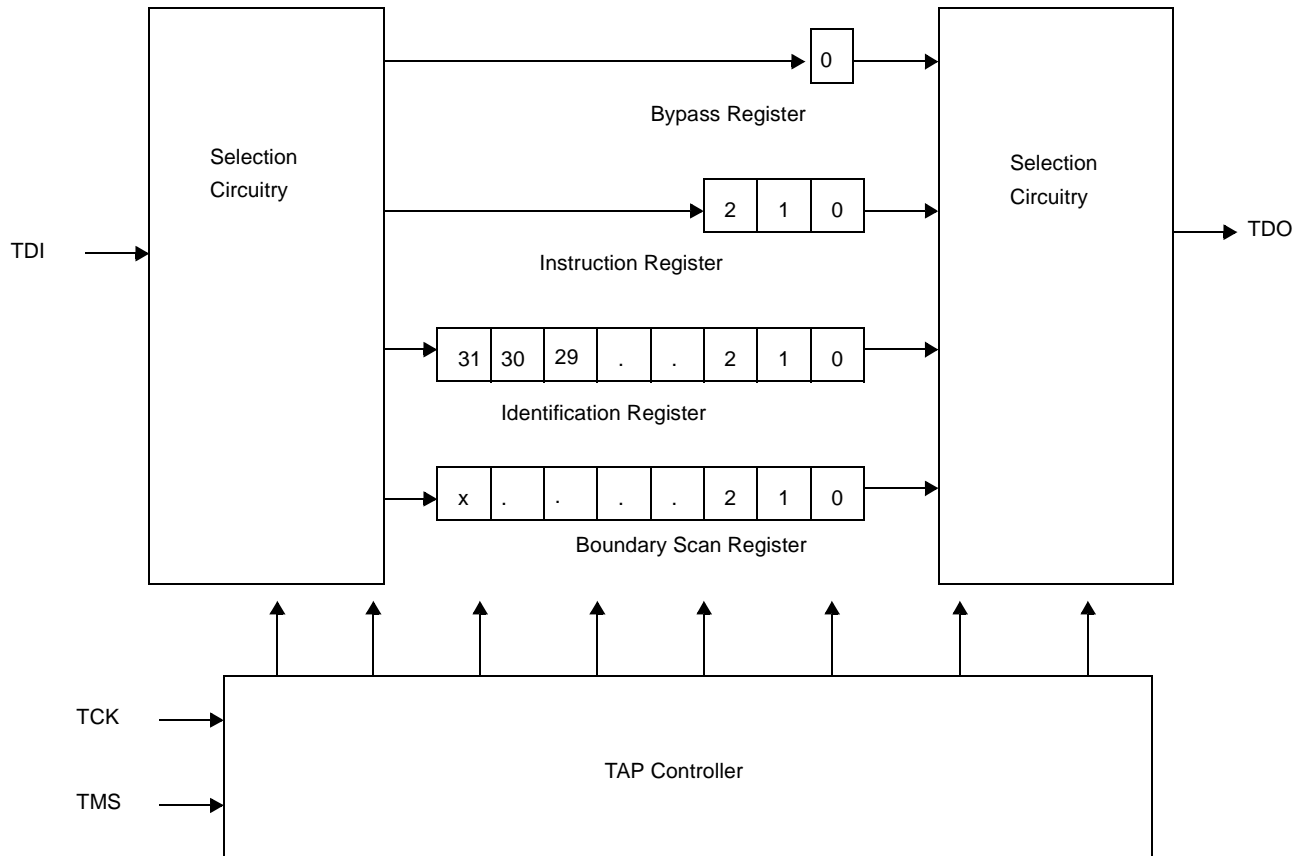 0
Bypass Register
Selection
Circuitry
Selection
Circuitry
2 1 0
TDI
TDO
Instruction Register
31 30 29 . . 2 1 0
Identification Register
x . . . . 2 1 0
Boundary Scan Register
TCK
TAP Controller
TMS